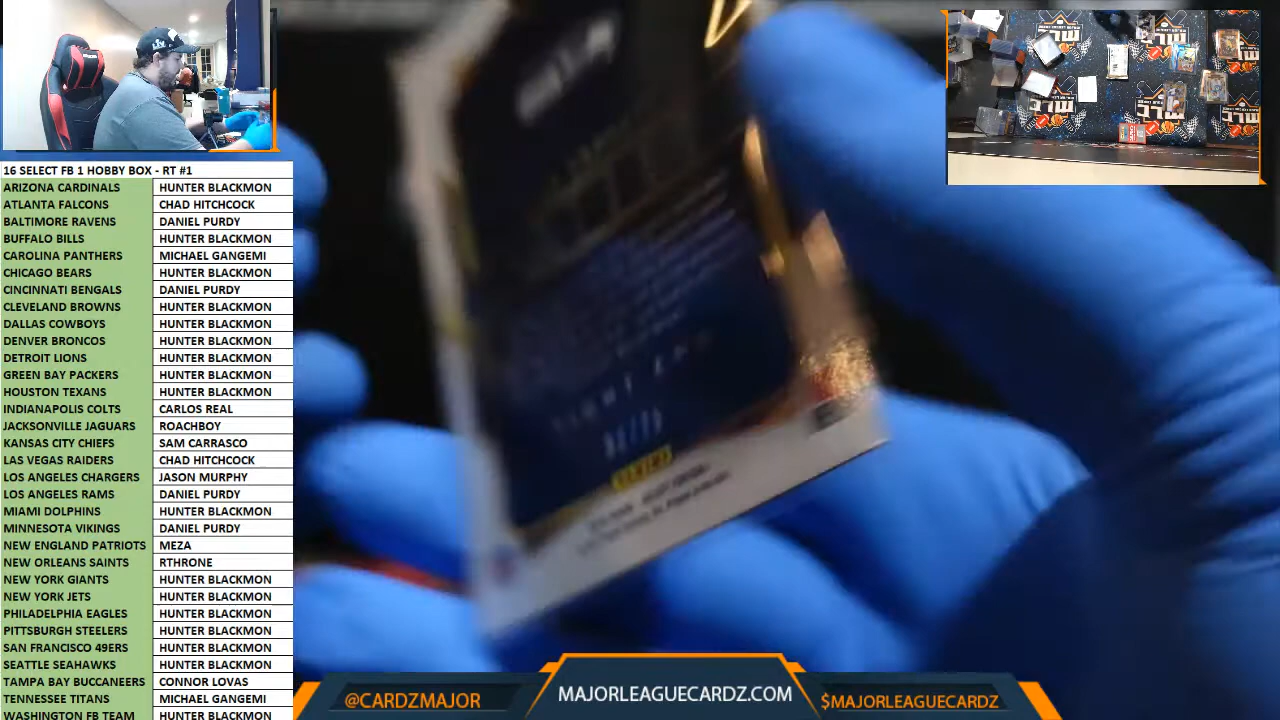 16 SELECT FB 1 HOBBY BOX - RT #1
ARIZONA CARDINALS HUNTER BLACKMON
ATLANTA FALCONS CHAD HITCHCOCK
BALTIMORE RAVENS DANIEL PURDY
BUFFALO BILLS HUNTER BLACKMON
CAROLINA PANTHERS MICHAEL GANGEMI
CHICAGO BEARS HUNTER BLACKMON
CINCINNATI BENGALS DANIEL PURDY
CLEVELAND BROWNS HUNTER BLACKMON
DALLAS COWBOYS HUNTER BLACKMON
DENVER BRONCOS HUNTER BLACKMON
DETROIT LIONS HUNTER BLACKMON
GREEN BAY PACKERS HUNTER BLACKMON
HOUSTON TEXANS HUNTER BLACKMON
INDIANAPOLIS COLTS CARLOS REAL
JACKSONVILLE JAGUARS ROACHBOY
KANSAS CITY CHIEFS SAM CARRASCO
LAS VEGAS RAIDERS CHAD HITCHCOCK
LOS ANGELES CHARGERS JASON MURPHY
LOS ANGELES RAMS DANIEL PURDY
MIAMI DOLPHINS HUNTER BLACKMON
MINNESOTA VIKINGS DANIEL PURDY
NEW ENGLAND PATRIOTS MEZA
NEW ORLEANS SAINTS RTHRONE
NEW YORK GIANTS HUNTER BLACKMON
NEW YORK JETS HUNTER BLACKMON
PHILADELPHIA EAGLES HUNTER BLACKMON
PITTSBURGH STEELERS HUNTER BLACKMON
SAN FRANCISCO 49ERS HUNTER BLACKMON
SEATTLE SEAHAWKS HUNTER BLACKMON
TAMPA BAY BUCCANEERS CONNOR LOVAS
TENNESSEE TITANS MICHAEL GANGEMI
WASHINGTON FB TEAM HUNTER BLACKMON
TIGHT END
PANINI
@CARDZMAJOR
MAJORLEAGUECARDZ.COM
$MAJORLEAGUECARDZ